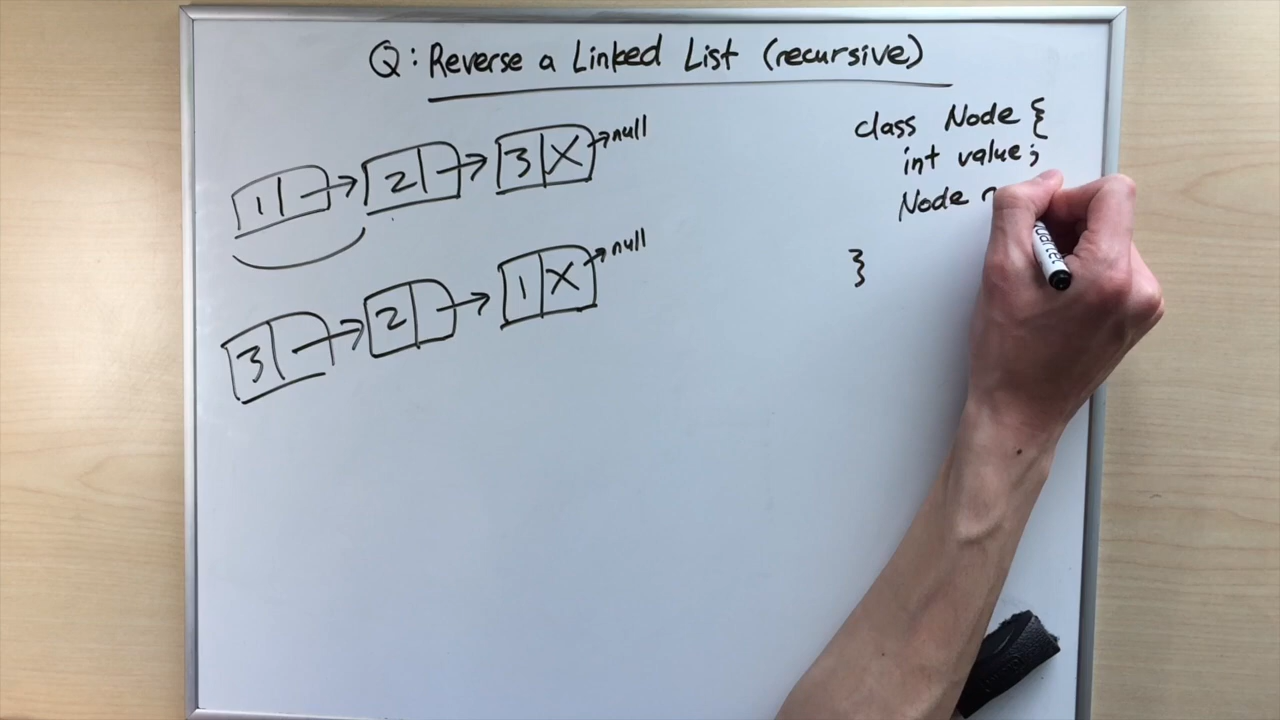 Q: Reverse a Linked List (recursive)
1 2 3 X null
3 2 1 X null
class Node {
int value;
Node
}